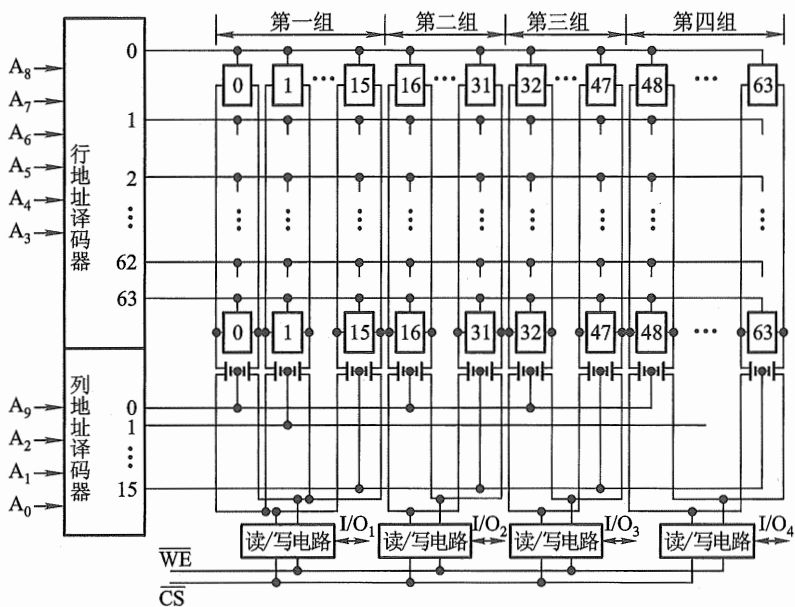 第一组 第二组 第三组 第四组
0
A8
0 1 ··· 15 16 ··· 31 32 ··· 47 48 ··· 63
A7
1
A6
行地址译码器
A5
2
A4
A3
62
63
0 1 15 16 31 32 47 48 ··· 63
列地址译码器
A9
0
1
A2
A1
15
A0
I/O1 I/O2 I/O3 I/O4
读/写电路 读/写电路 读/写电路 读/写电路
WE
CS